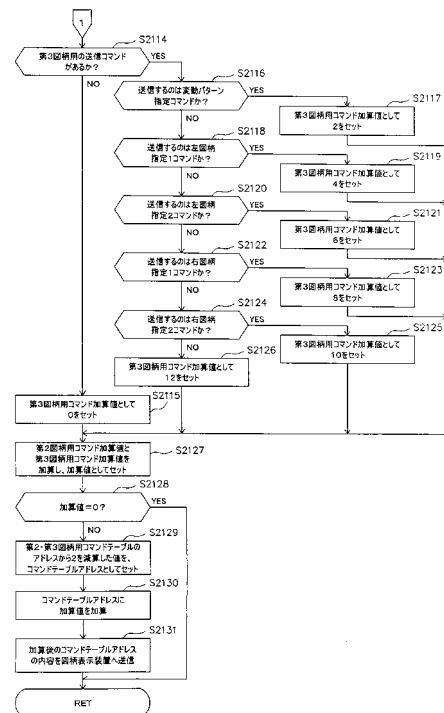 1
S2114
第3図柄用の送信コマンド
があるか?
YES
NO
S2116
送信するのは変動パターン
指定コマンドか?
YES
NO
S2117
第3図柄用コマンド加算値として
2をセット
S2118
送信するのは左図柄
指定1コマンドか?
YES
NO
S2119
第3図柄用コマンド加算値として
4をセット
S2120
送信するのは左図柄
指定2コマンドか?
YES
NO
S2121
第3図柄用コマンド加算値として
6をセット
S2122
送信するのは右図柄
指定1コマンドか?
YES
NO
S2123
第3図柄用コマンド加算値として
8をセット
S2124
送信するのは右図柄
指定2コマンドか?
YES
NO
S2125
第3図柄用コマンド加算値として
10をセット
S2126
第3図柄用コマンド加算値として
12をセット
S2115
第3図柄用コマンド加算値として
0をセット
S2127
第2図柄用コマンド加算値と
第3図柄用コマンド加算値を
加算し、加算値としてセット
S2128
加算値=0?
YES
NO
S2129
第2・第3図柄用コマンドテーブルの
アドレスから2を減算した値を、
コマンドテーブルアドレスとしてセット
S2130
コマンドテーブルアドレスに
加算値を加算
S2131
加算後のコマンドテーブルアドレス
の内容を図柄表示装置へ送信
RET